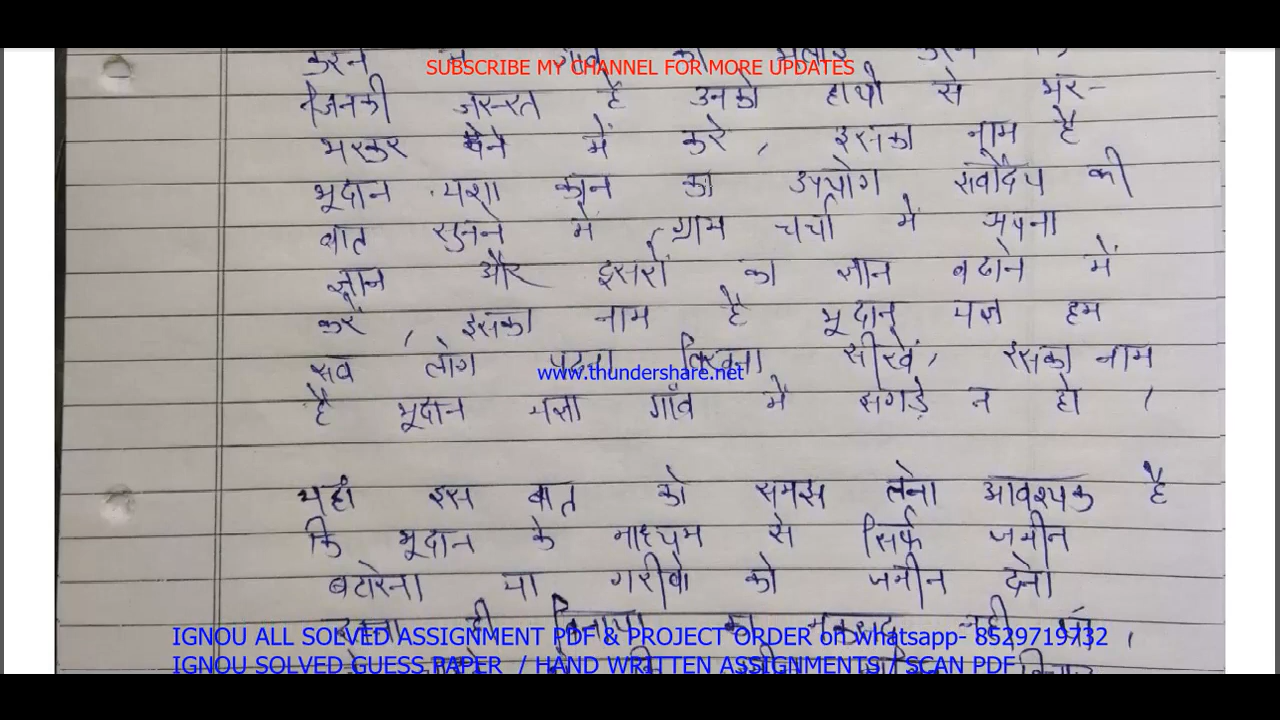 करने
SUBSCRIBE MY CHANNEL FOR MORE UPDATES
जिनकी जरूरत हैं उनको हाथो से भर-
भरकर देने में करे, इसका नाम है
भूदान यज्ञा कान का उपयोग सर्वोदय की
बात सुनने में, ग्राम चर्चा में अपना
ज्ञान और दुसरों का ज्ञान बढाने में
करे, इसका नाम है भूदान यज्ञ हम
सब लोग पढना लिखना सीखें, इसका नाम
www.thundershare.net
है भूदान यज्ञ गाँव में झगड़े न हो,
यहां इस बात को समझ लेना आवश्यक है
कि भूदान के माध्यम से सिर्फ जमीन
बटोरना या गरीबो को जमीन देना
IGNOU ALL SOLVED ASSIGNMENT PDF & PROJECT ORDER on whatsapp- 8529719732
IGNOU SOLVED GUESS PAPER / HAND WRITTEN ASSIGNMENTS / SCAN PDF